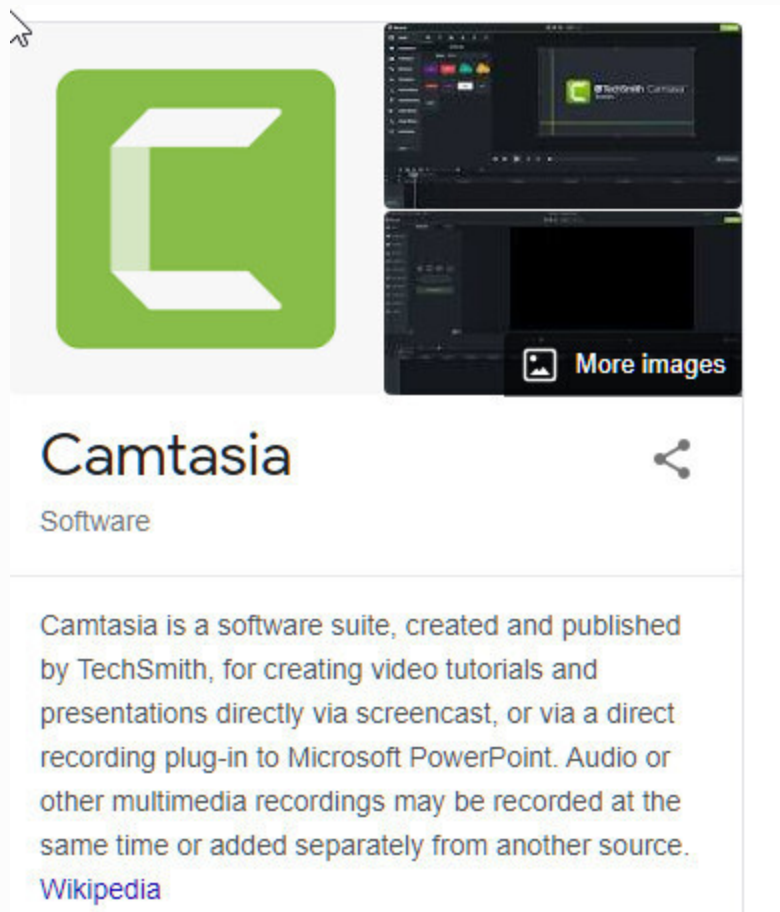 TechSmith Camtasia
More images
Camtasia
Software
Camtasia is a software suite, created and published
by TechSmith, for creating video tutorials and
presentations directly via screencast, or via a direct
recording plug-in to Microsoft PowerPoint. Audio or
other multimedia recordings may be recorded at the
same time or added separately from another source.
Wikipedia